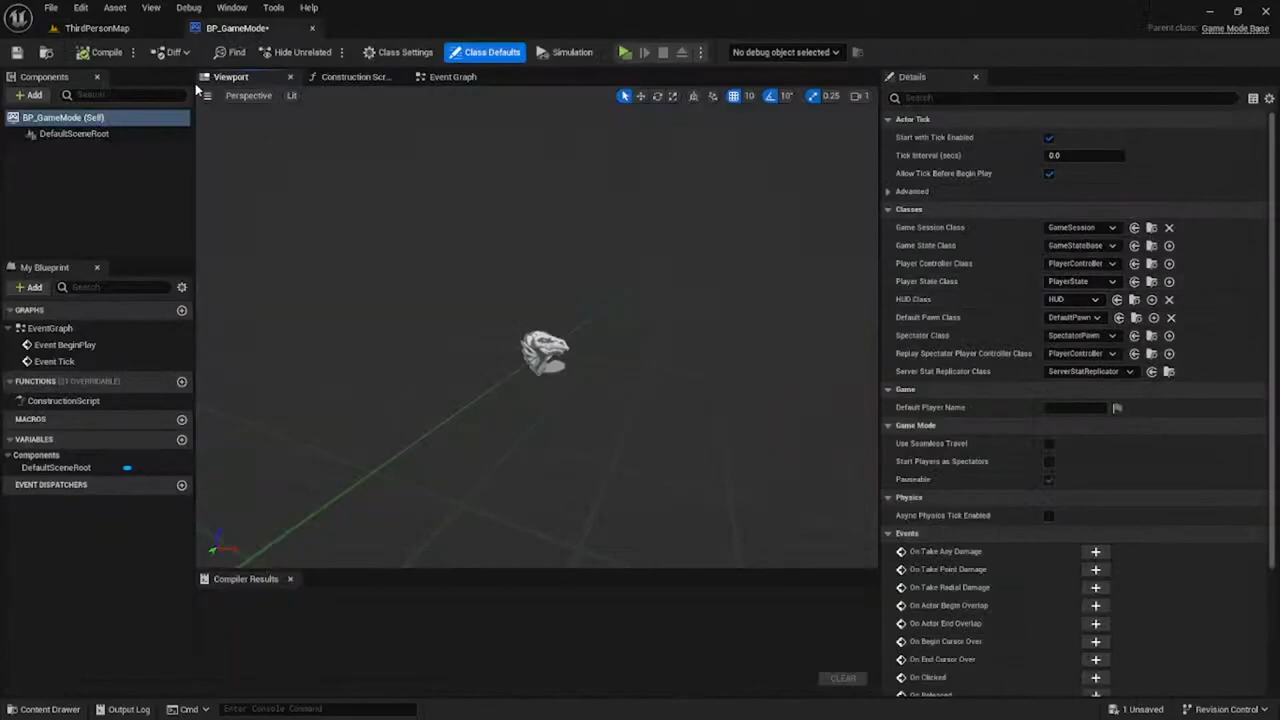 File Edit Asset View Debug Window Tools Help
ThirdPersonMap BP_GameMode•
Parent class: Game Mode Base
Compile Diff Find Hide Unrelated Class Settings Class Defaults Simulation No debug object selected
Components Viewport Construction Scr... Event Graph Details
Add Search Perspective Lit 10 10° 0.25 1 Search
BP_GameMode (Self)
DefaultSceneRoot
My Blueprint
Add Search
GRAPHS
EventGraph
Event BeginPlay
Event Tick
FUNCTIONS
ConstructionScript
MACROS
VARIABLES
Components
DefaultSceneRoot
EVENT DISPATCHERS
Compiler Results
CLEAR
Actor Tick
Start with Tick Enabled
Tick Interval (secs) 0.0
Allow Tick Before Begin Play
Advanced
Classes
Game Session Class GameSession
Game State Class GameStateBase
Player Controller Class PlayerController
Player State Class PlayerState
HUD Class HUD
Default Pawn Class DefaultPawn
Spectator Class SpectatorPawn
Replay Spectator Player Controller Class PlayerController
Server Stat Replicator Class ServerStatReplicator
Game
Default Player Name
Game Mode
Use Seamless Travel
Start Players as Spectators
Pauseable
Physics
Async Physics Tick Enabled
Events
On Take Any Damage
On Take Point Damage
On Take Radial Damage
On Actor Begin Overlap
On Actor End Overlap
On Begin Cursor Over
On End Cursor Over
On Clicked
On Released
Content Drawer Output Log Cmd Enter Console Command 1 Unsaved Revision Control